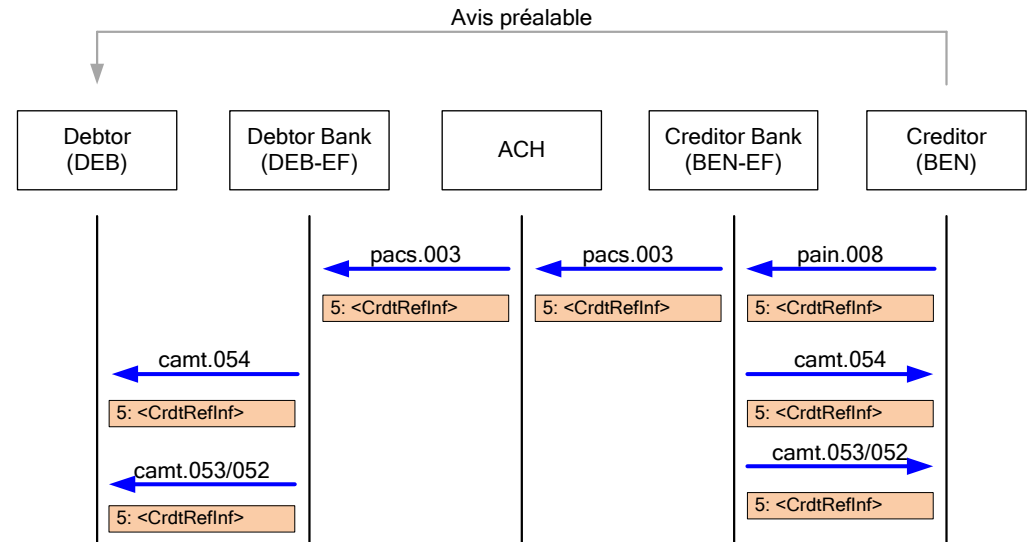 Avis préalable
Debtor
(DEB)
Debtor Bank
(DEB-EF)
ACH
Creditor Bank
(BEN-EF)
Creditor
(BEN)
pacs.003
pacs.003
pain.008
5: <CrdtRefInf>
5: <CrdtRefInf>
5: <CrdtRefInf>
camt.054
camt.054
5: <CrdtRefInf>
5: <CrdtRefInf>
camt.053/052
camt.053/052
5: <CrdtRefInf>
5: <CrdtRefInf>